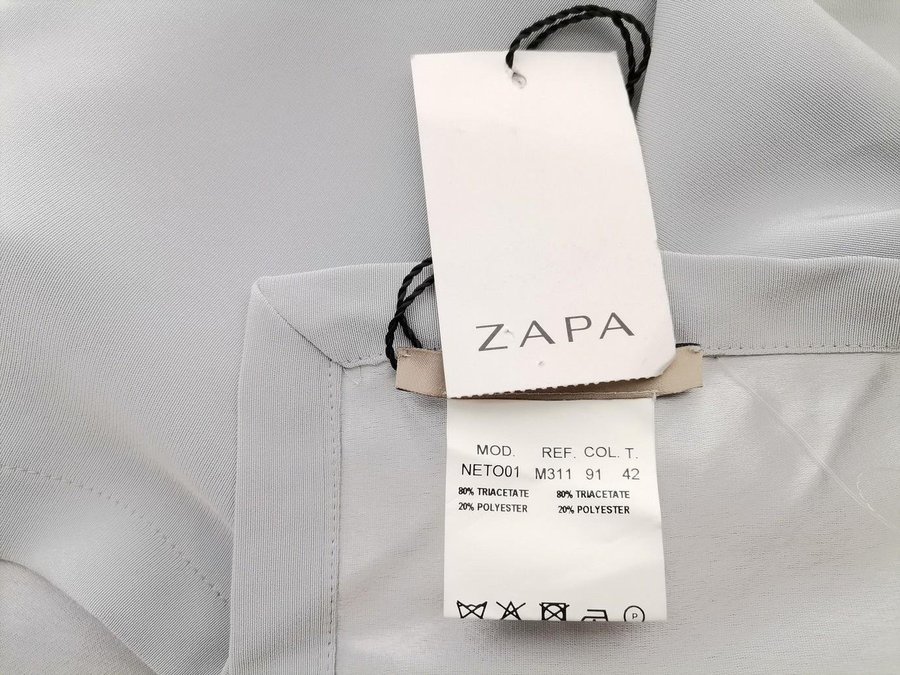 ZAPA
MOD. REF. COL. T.
NETO01 M311 91 42
80% TRIACETATE 80% TRIACETATE
20% POLYESTER 20% POLYESTER
P